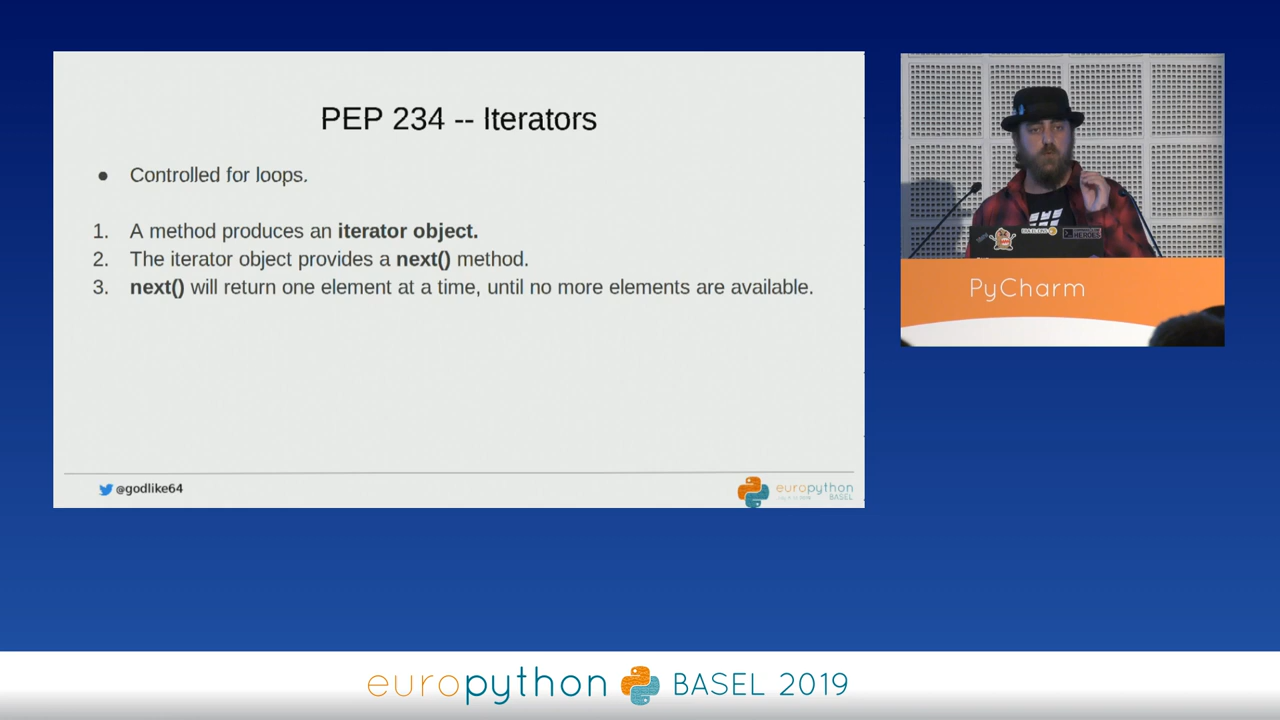 PEP 234 -- Iterators
● Controlled for loops.
1. A method produces an iterator object.
2. The iterator object provides a next() method.
3. next() will return one element at a time, until no more elements are available.
@godlike64
europython
BASEL
PyCharm
HEROES
europython BASEL 2019